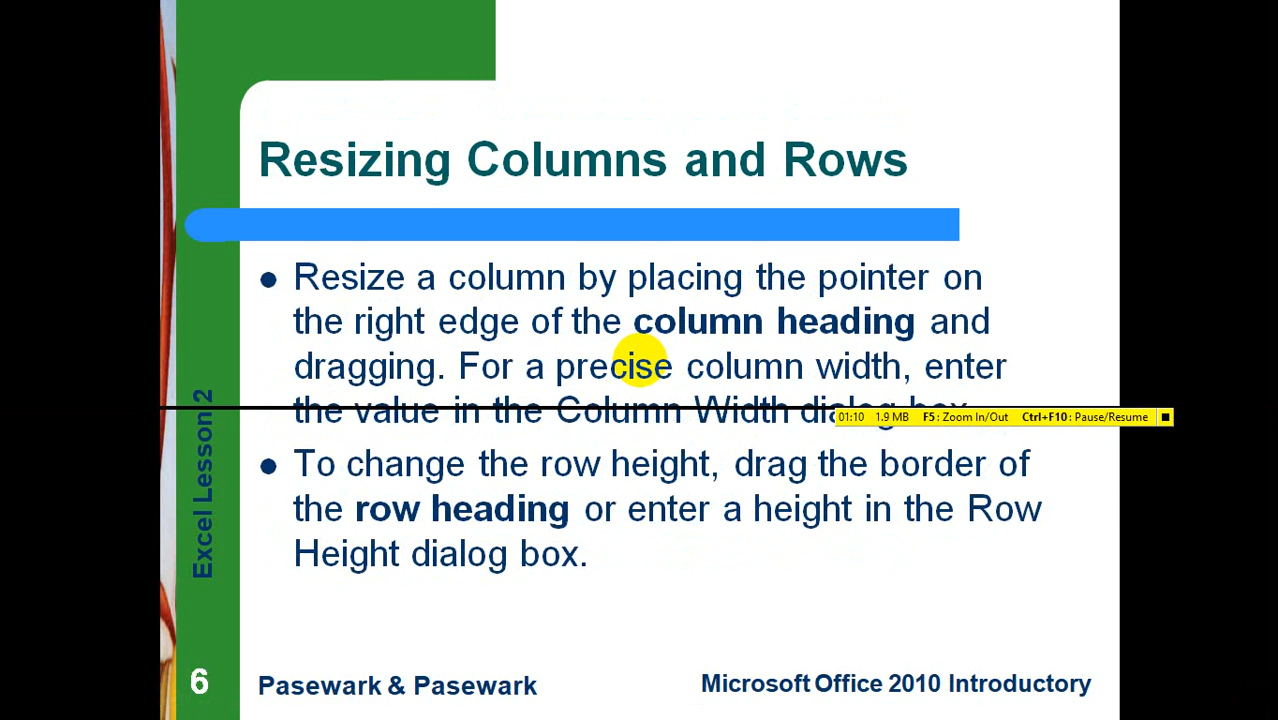 Resizing Columns and Rows
● Resize a column by placing the pointer on
the right edge of the column heading and
dragging. For a precise column width, enter
the value in the Column Width dialog box.
01:10 1.9 MB F5: Zoom In/Out Ctrl+F10: Pause/Resume
● To change the row height, drag the border of
the row heading or enter a height in the Row
Height dialog box.
Excel Lesson 2
6
Pasewark & Pasewark
Microsoft Office 2010 Introductory